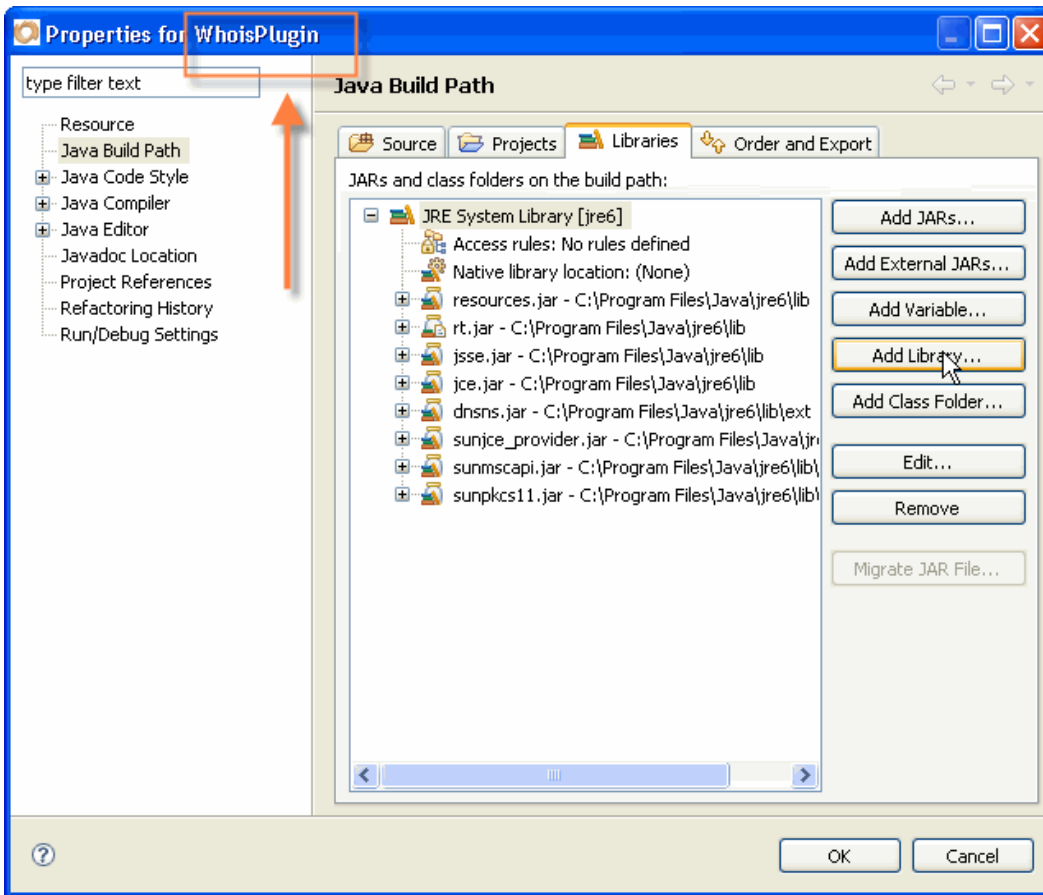 Properties for WhoisPlugin
type filter text
Resource
Java Build Path
Java Code Style
Java Compiler
Java Editor
Javadoc Location
Project References
Refactoring History
Run/Debug Settings
Java Build Path
Source Projects Libraries Order and Export
JARs and class folders on the build path:
JRE System Library [jre6]
Access rules: No rules defined
Native library location: (None)
resources.jar - C:\Program Files\Java\jre6\lib
rt.jar - C:\Program Files\Java\jre6\lib
jsse.jar - C:\Program Files\Java\jre6\lib
jce.jar - C:\Program Files\Java\jre6\lib
dnsns.jar - C:\Program Files\Java\jre6\lib\ext
sunjce_provider.jar - C:\Program Files\Java\jr
sunmscapi.jar - C:\Program Files\Java\jre6\lib\
sunpkcs11.jar - C:\Program Files\Java\jre6\lib\
Add JARs...
Add External JARs...
Add Variable...
Add Library...
Add Class Folder...
Edit...
Remove
Migrate JAR File...
?
OK
Cancel